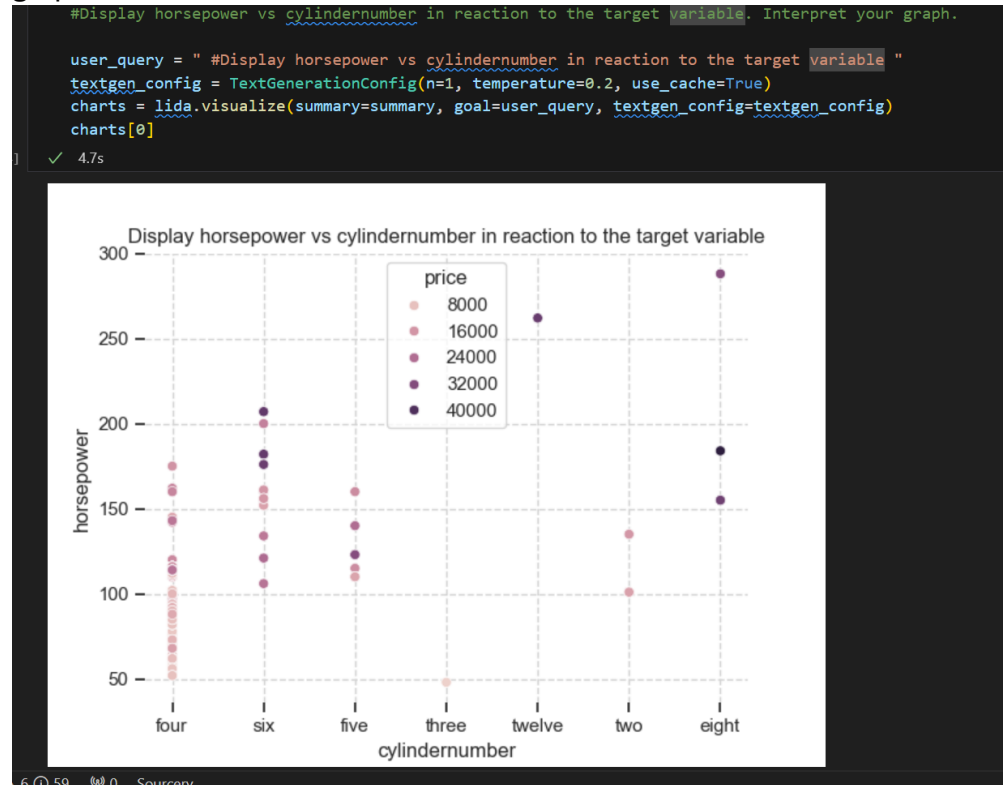 #Display horsepower vs cylindernumber in reaction to the target variable. Interpret your graph.
user_query = " #Display horsepower vs cylindernumber in reaction to the target variable "
textgen_config = TextGenerationConfig(n=1, temperature=0.2, use_cache=True)
charts = lida.visualize(summary=summary, goal=user_query, textgen_config=textgen_config)
charts[0]
] ✓ 4.7s
Display horsepower vs cylindernumber in reaction to the target variable
price
8000
16000
24000
32000
40000
300
250
200
150
100
50
horsepower
four six five three twelve two eight
cylindernumber
6 59 0 Sourcery